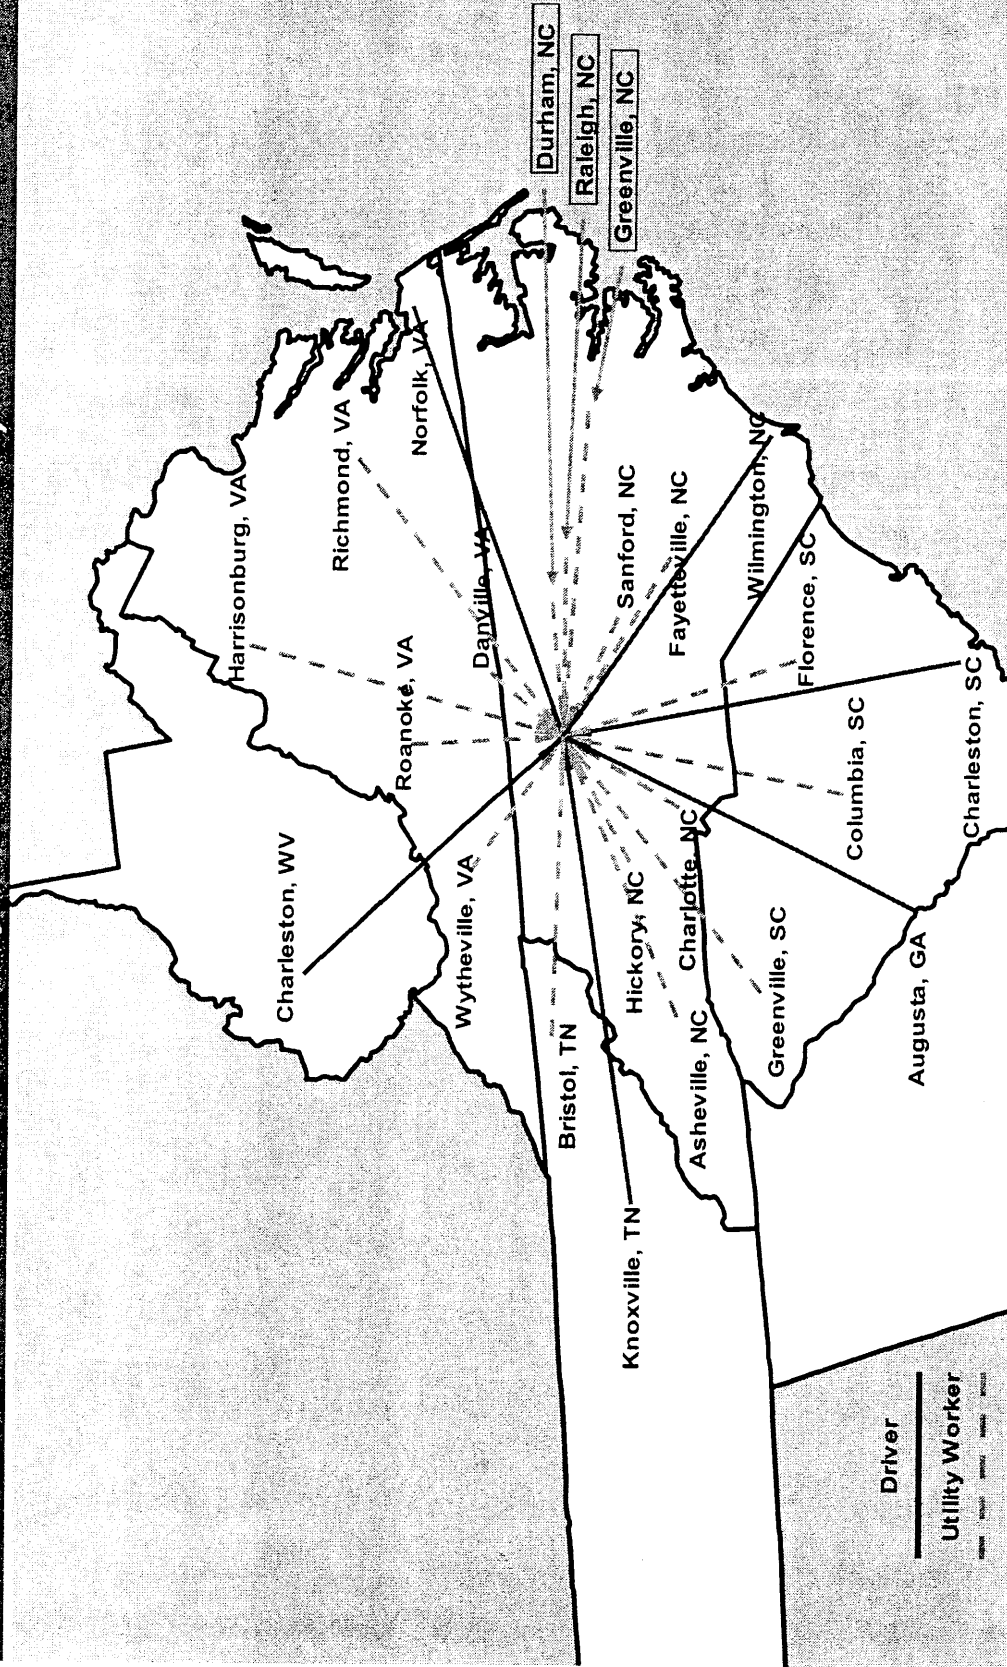 Charleston, WV
Harrisonburg, VA
Richmond, VA
Roanoke, VA
Norfolk, VA
Wytheville, VA
Danville, VA
Durham, NC
Raleigh, NC
Greenville, NC
Bristol, TN
Knoxville, TN
Hickory, NC
Sanford, NC
Fayetteville, NC
Asheville, NC
Charlotte, NC
Wilmington, NC
Greenville, SC
Florence, SC
Columbia, SC
Augusta, GA
Charleston, SC
Driver
Utility Worker